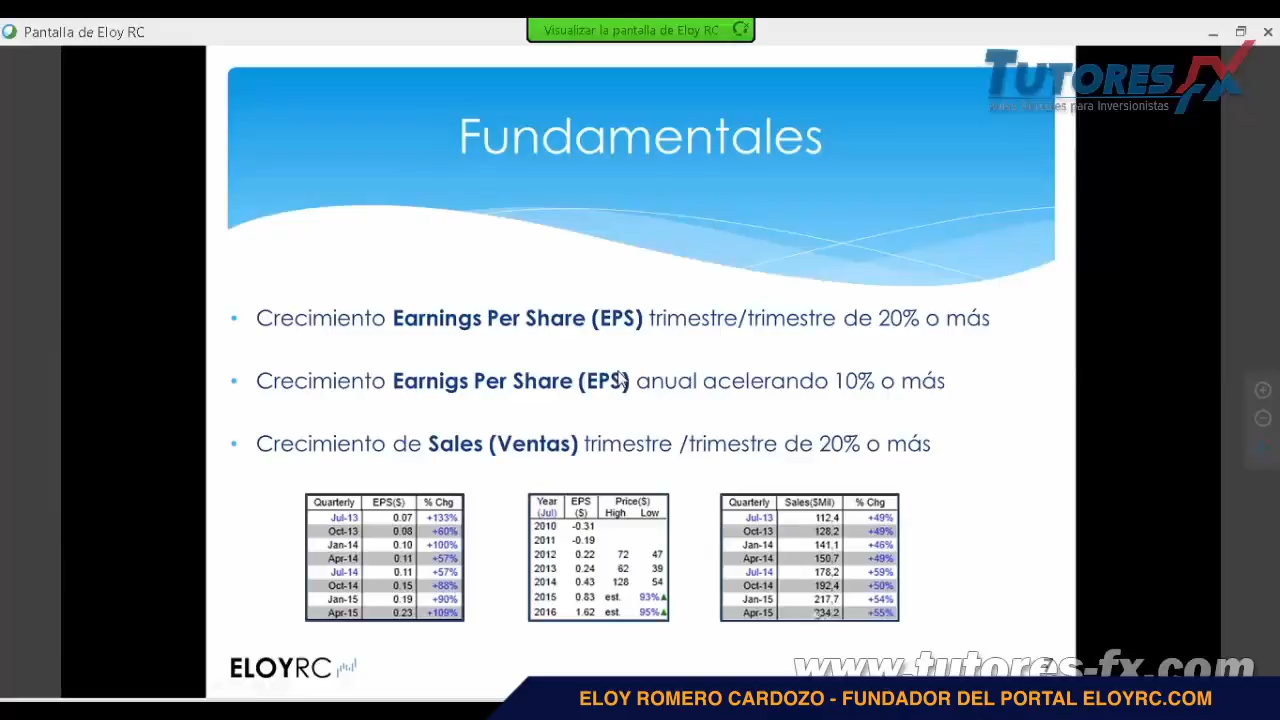 Pantalla de Eloy RC
Visualizar la pantalla de Eloy RC
TUTORES FX
para Inversionistas
Fundamentales
• Crecimiento Earnings Per Share (EPS) trimestre/trimestre de 20% o más
• Crecimiento Earnigs Per Share (EPS) anual acelerando 10% o más
• Crecimiento de Sales (Ventas) trimestre /trimestre de 20% o más
Quarterly EPS($) % Chg
Jul-13 0.07 +133%
Oct-13 0.08 +60%
Jan-14 0.10 +100%
Apr-14 0.11 +57%
Jul-14 0.11 +57%
Oct-14 0.15 +88%
Jan-15 0.19 +90%
Apr-15 0.23 +109%
Year EPS Price($)
(Jul) ($) High Low
2010 -0.31
2011 -0.19
2012 0.22 72 47
2013 0.24 62 39
2014 0.43 128 54
2015 0.83 est. 93%▲
2016 1.62 est. 95%▲
Quarterly Sales($Mil) % Chg
Jul-13 112,4 +49%
Oct-13 128,2 +49%
Jan-14 141,1 +46%
Apr-14 150,7 +49%
Jul-14 178,2 +59%
Oct-14 192,4 +50%
Jan-15 217,7 +54%
Apr-15 234,2 +55%
ELOYRC
www.tutores-fx.com
ELOY ROMERO CARDOZO - FUNDADOR DEL PORTAL ELOYRC.COM